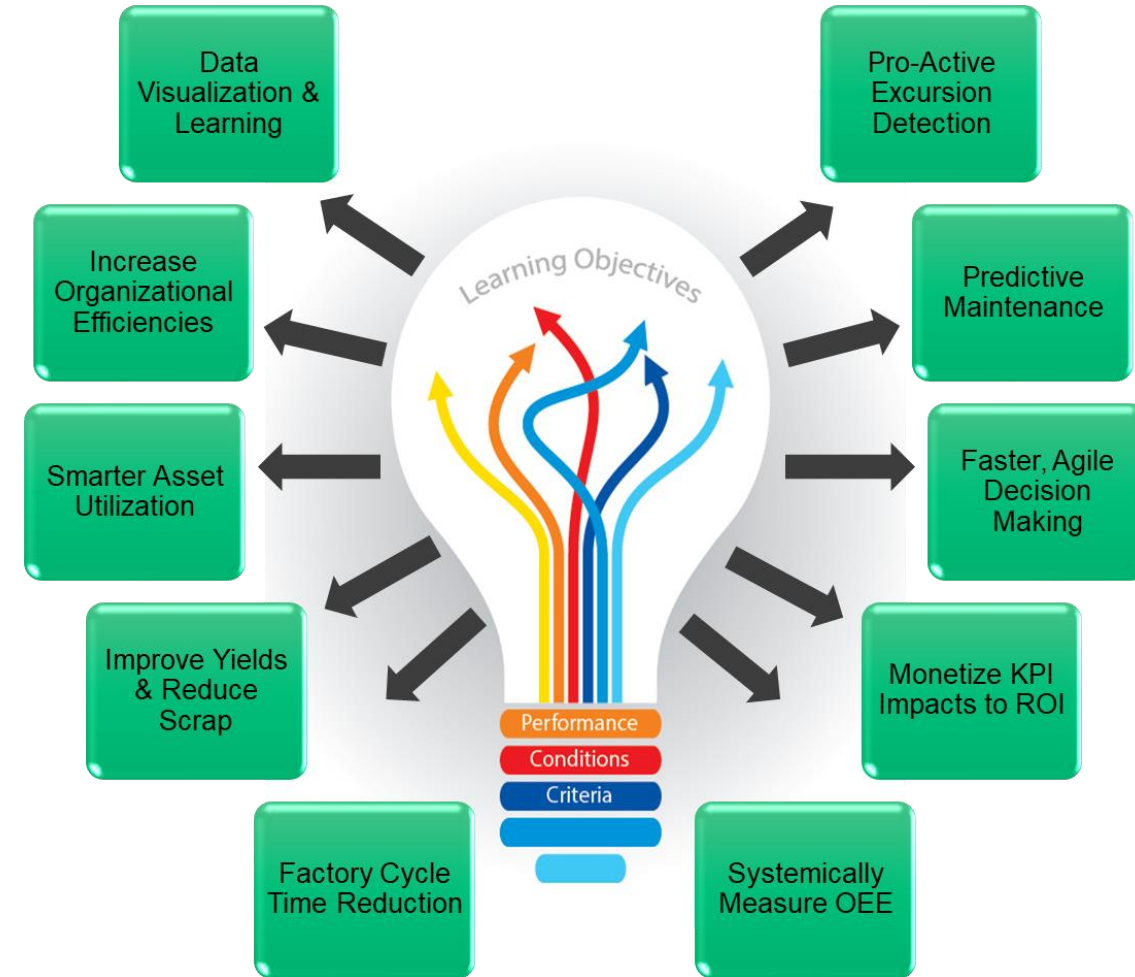 Data
Visualization &
Learning
Pro-Active
Excursion
Detection
Increase
Organizational
Efficiencies
Learning Objectives
Predictive
Maintenance
Smarter Asset
Utilization
Faster, Agile
Decision
Making
Improve Yields
& Reduce
Scrap
Monetize KPI
Impacts to ROI
Performance
Conditions
Criteria
Factory Cycle
Time Reduction
Systemically
Measure OEE